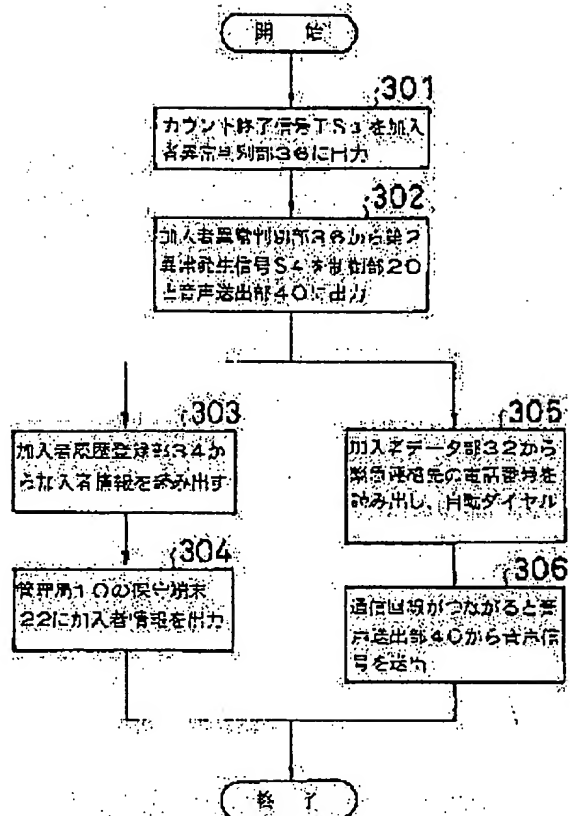 開 始
301
カウント終了信号TS₁を加入
者異常判別部36に出力
302
加入者異常判別部36から第2
異常発生信号S4を制御部20
と音声送出部40に出力
303
加入者履歴登録部34か
ら加入者情報を読み出す
304
管理局10の保守端末
22に加入者情報を出力
305
加入者データ部32から
緊急連絡先の電話番号を
読み出し、自動ダイヤル
306
通信回線がつながると音
声送出部40から音声信
号を送出
終 了